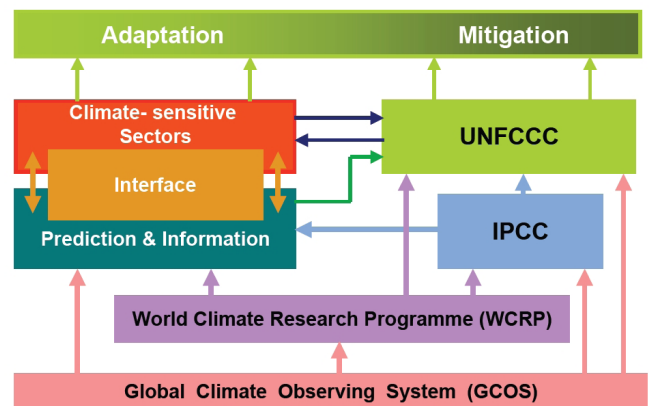 Adaptation
Mitigation
Climate- sensitive
Sectors
UNFCCC
Interface
Prediction & Information
IPCC
World Climate Research Programme (WCRP)
Global Climate Observing System (GCOS)